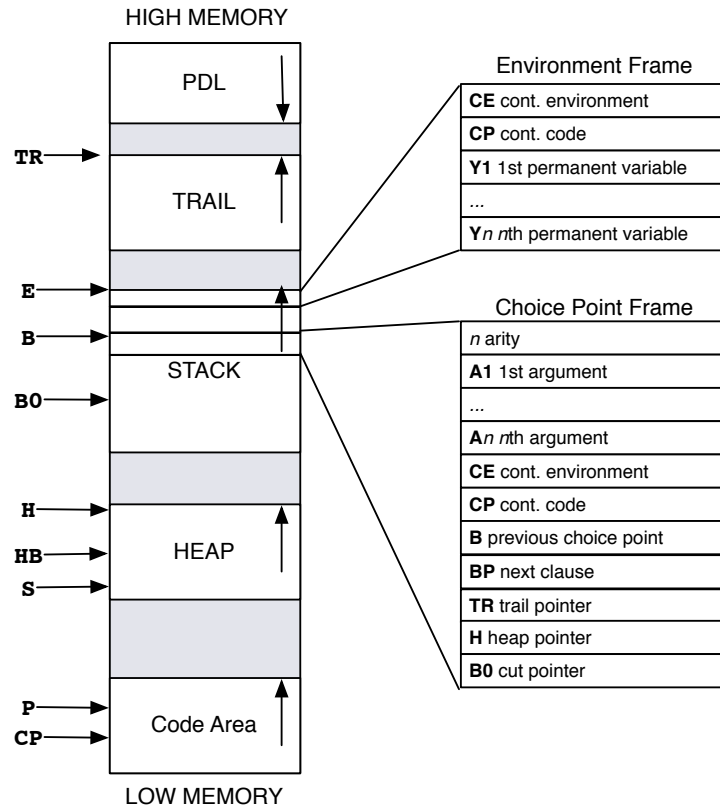 HIGH MEMORY
PDL
TR
TRAIL
E
B
STACK
B0
H
HEAP
HB
S
P
Code Area
CP
LOW MEMORY
Environment Frame
CE cont. environment
CP cont. code
Y1 1st permanent variable
...
Yn nth permanent variable
Choice Point Frame
n arity
A1 1st argument
...
An nth argument
CE cont. environment
CP cont. code
B previous choice point
BP next clause
TR trail pointer
H heap pointer
B0 cut pointer